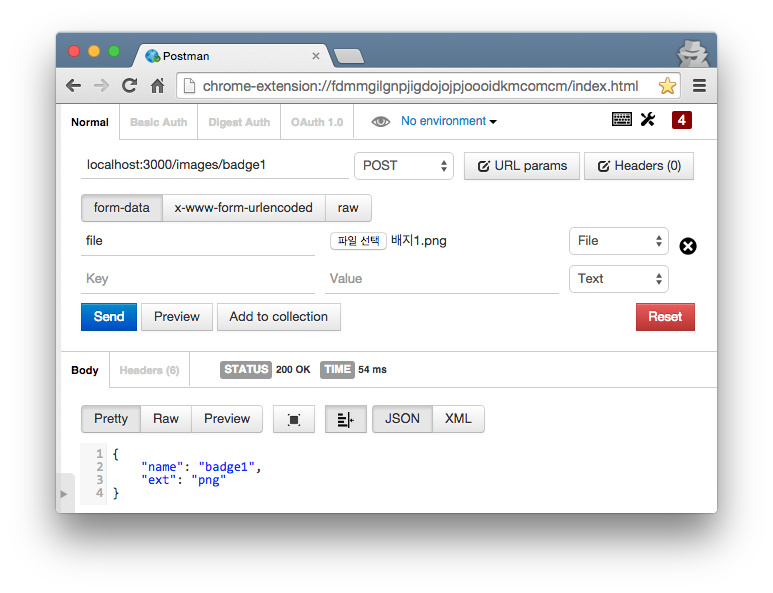 Postman
chrome-extension://fdmmgilgnpjigdojojpjoooidkmcomcm/index.html
Normal Basic Auth Digest Auth OAuth 1.0 No environment 4
localhost:3000/images/badge1 POST URL params Headers (0)
form-data x-www-form-urlencoded raw
file 파일 선택 배지1.png File
Key Value Text
Send Preview Add to collection Reset
Body Headers (6) STATUS 200 OK TIME 54 ms
Pretty Raw Preview JSON XML
1 {
2 "name": "badge1",
3 "ext": "png"
4 }